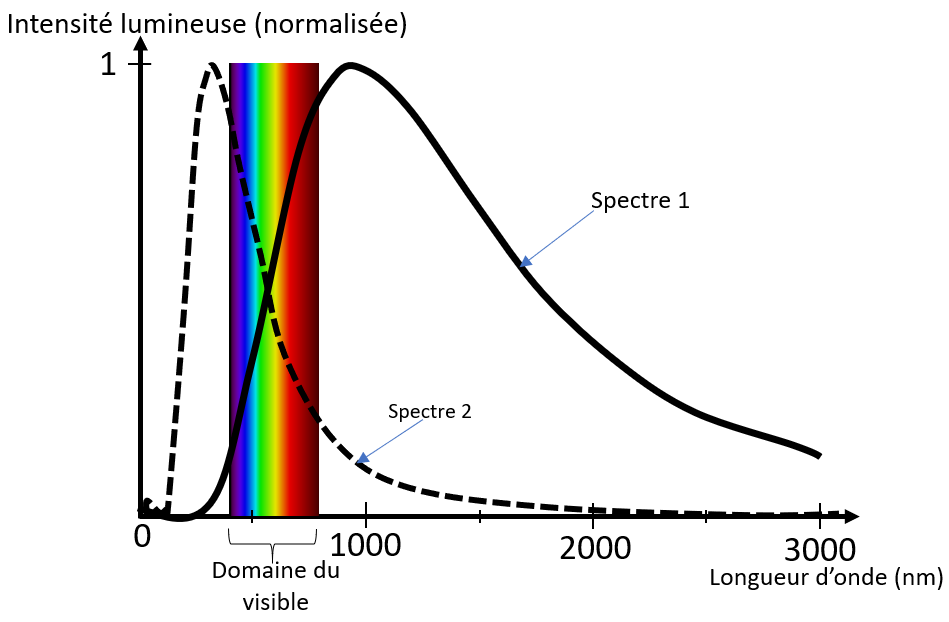 Intensité lumineuse (normalisée)
1
Spectre 1
Spectre 2
0
1000
2000
3000
Domaine du
visible
Longueur d’onde (nm)